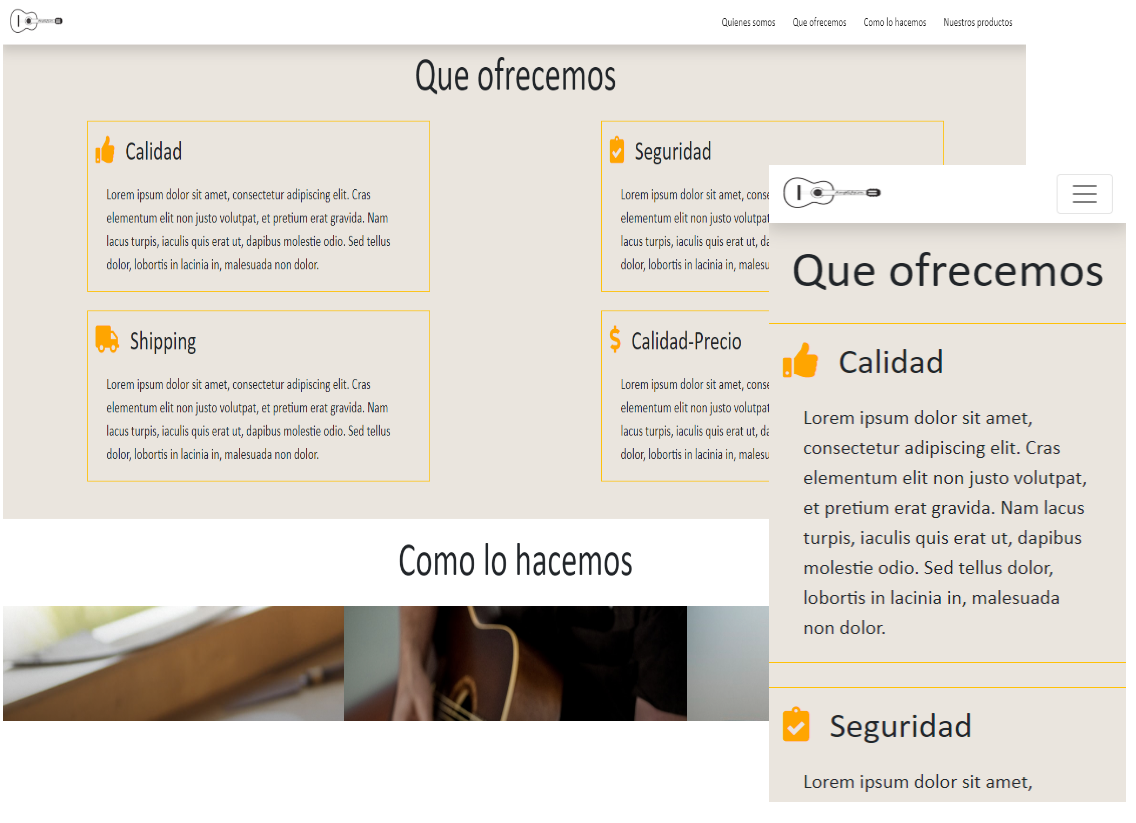 Quienes somos Que ofrecemos Como lo hacemos Nuestros productos
Que ofrecemos
Calidad
Lorem ipsum dolor sit amet, consectetur adipiscing elit. Cras
elementum elit non justo volutpat, et pretium erat gravida. Nam
lacus turpis, iaculis quis erat ut, dapibus molestie odio. Sed tellus
dolor, lobortis in lacinia in, malesuada non dolor.
Seguridad
Lorem ipsum dolor sit amet, conse
elementum elit non justo volutpat
lacus turpis, iaculis quis erat ut, da
dolor, lobortis in lacinia in, malesu
Shipping
Lorem ipsum dolor sit amet, consectetur adipiscing elit. Cras
elementum elit non justo volutpat, et pretium erat gravida. Nam
lacus turpis, iaculis quis erat ut, dapibus molestie odio. Sed tellus
dolor, lobortis in lacinia in, malesuada non dolor.
Calidad-Precio
Lorem ipsum dolor sit amet, conse
elementum elit non justo volutpat
lacus turpis, iaculis quis erat ut, da
dolor, lobortis in lacinia in, malesu
Como lo hacemos
Que ofrecemos
Calidad
Lorem ipsum dolor sit amet,
consectetur adipiscing elit. Cras
elementum elit non justo volutpat,
et pretium erat gravida. Nam lacus
turpis, iaculis quis erat ut, dapibus
molestie odio. Sed tellus dolor,
lobortis in lacinia in, malesuada
non dolor.
Seguridad
Lorem ipsum dolor sit amet,